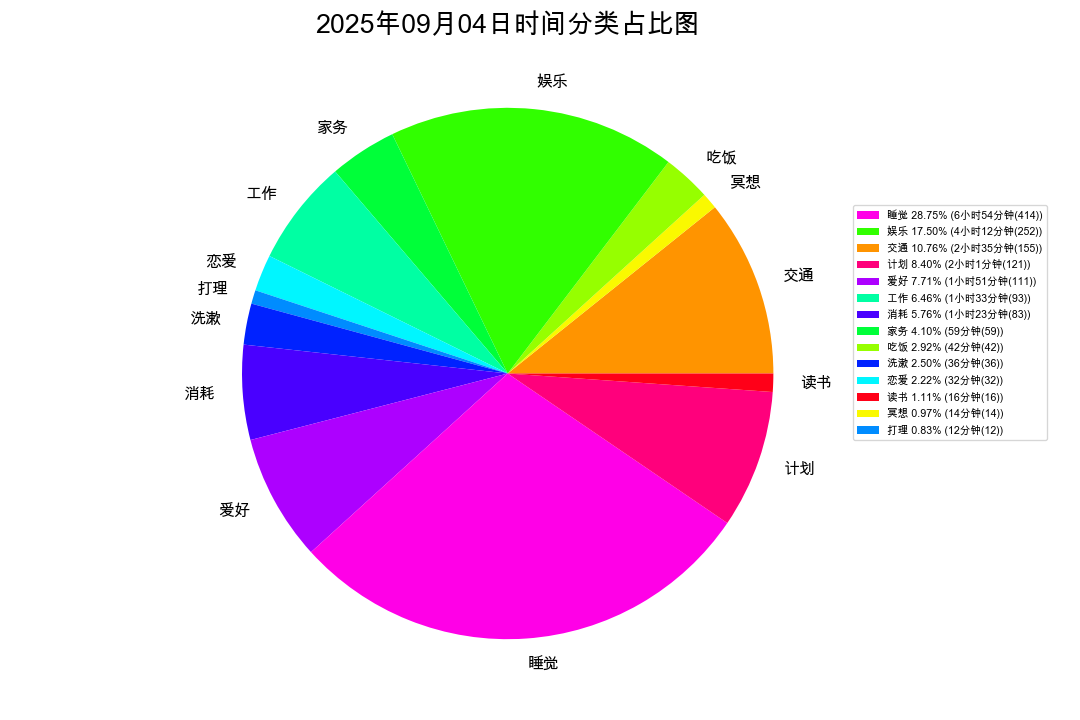 2025年09月04日时间分类占比图
娱乐
家务
吃饭
冥想
工作
恋爱
交通
打理
洗漱
读书
消耗
计划
爱好
睡觉
睡觉 28.75% (6小时54分钟(414))
娱乐 17.50% (4小时12分钟(252))
交通 10.76% (2小时35分钟(155))
计划 8.40% (2小时1分钟(121))
爱好 7.71% (1小时51分钟(111))
工作 6.46% (1小时33分钟(93))
消耗 5.76% (1小时23分钟(83))
家务 4.10% (59分钟(59))
吃饭 2.92% (42分钟(42))
洗漱 2.50% (36分钟(36))
恋爱 2.22% (32分钟(32))
读书 1.11% (16分钟(16))
冥想 0.97% (14分钟(14))
打理 0.83% (12分钟(12))